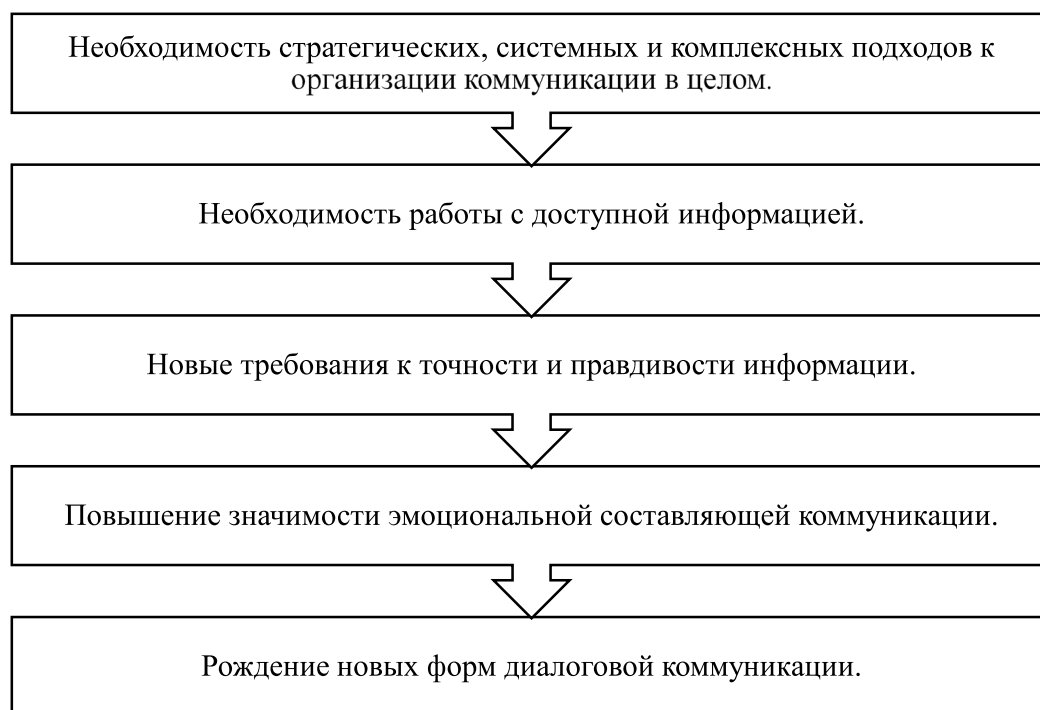 Необходимость стратегических, системных и комплексных подходов к
организации коммуникации в целом.
Необходимость работы с доступной информацией.
Новые требования к точности и правдивости информации.
Повышение значимости эмоциональной составляющей коммуникации.
Рождение новых форм диалоговой коммуникации.